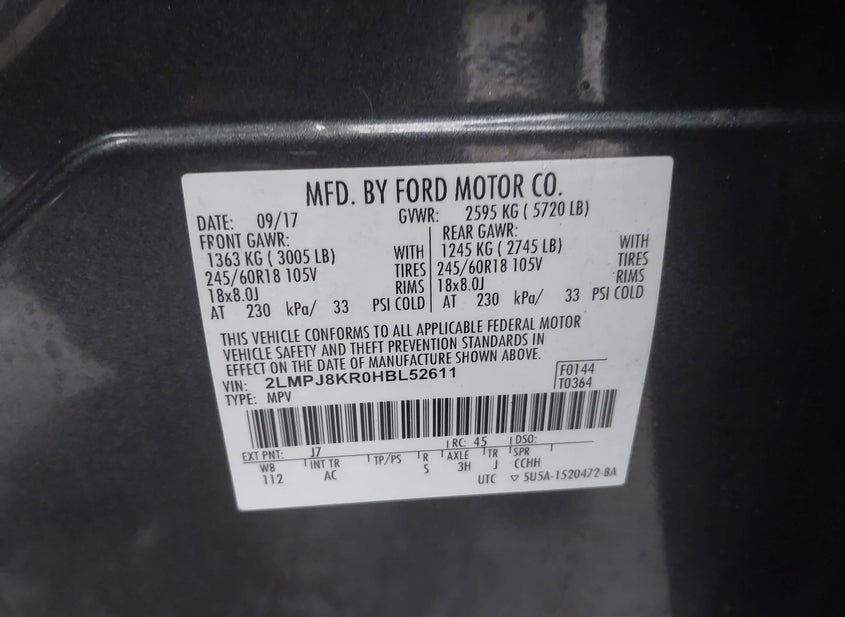 MFD. BY FORD MOTOR CO.
DATE: 09/17 GVWR: 2595 KG ( 5720 LB)
FRONT GAWR: REAR GAWR:
1363 KG ( 3005 LB) WITH 1245 KG ( 2745 LB) WITH
245/60R18 105V TIRES 245/60R18 105V TIRES
18x8.0J RIMS 18x8.0J RIMS
AT 230 kPa/ 33 PSI COLD AT 230 kPa/ 33 PSI COLD
THIS VEHICLE CONFORMS TO ALL APPLICABLE FEDERAL MOTOR
VEHICLE SAFETY AND THEFT PREVENTION STANDARDS IN
EFFECT ON THE DATE OF MANUFACTURE SHOWN ABOVE.
VIN: 2LMPJ8KR0HBL52611 F0144
TYPE: MPV T0364
EXT PNT: J7 RC: 45 DSO:
WB INT TR TP/PS R AXLE TR SPR
112 AC S 3H J CCHH
UTC ▽ 5U5A-1520472-BA